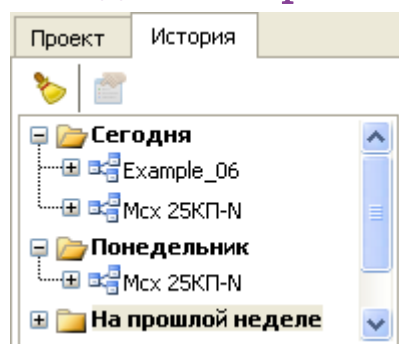 Проект История
Сегодня
Example_06
Мсх 25КП-N
Понедельник
Мсх 25КП-N
На прошлой неделе